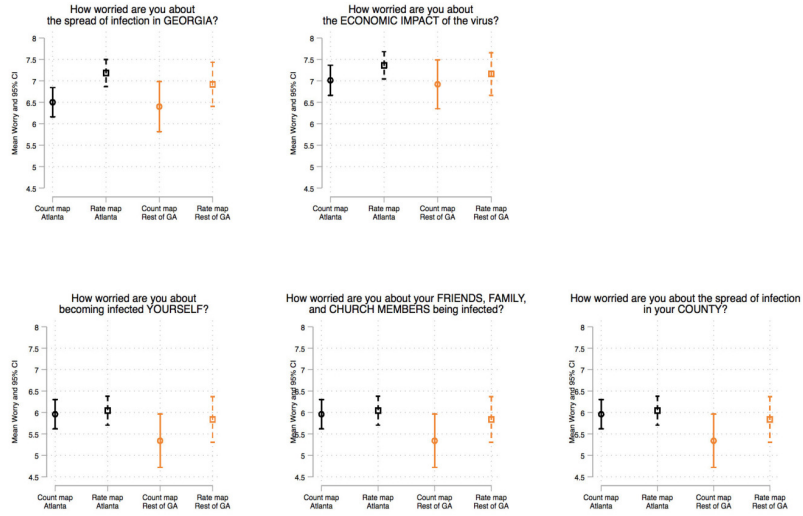 How worried are you about
the spread of infection in GEORGIA?
Mean Worry and 95% CI
8
7.5
7
6.5
6
5.5
5
4.5
Count map
Atlanta
Rate map
Atlanta
Count map
Rest of GA
Rate map
Rest of GA
How worried are you about
the ECONOMIC IMPACT of the virus?
Mean Worry and 95% CI
8
7.5
7
6.5
6
5.5
5
4.5
Count map
Atlanta
Rate map
Atlanta
Count map
Rest of GA
Rate map
Rest of GA
How worried are you about
becoming infected YOURSELF?
Mean Worry and 95% CI
8
7.5
7
6.5
6
5.5
5
4.5
Count map
Atlanta
Rate map
Atlanta
Count map
Rest of GA
Rate map
Rest of GA
How worried are you about your FRIENDS, FAMILY,
and CHURCH MEMBERS being infected?
Mean Worry and 95% CI
8
7.5
7
6.5
6
5.5
5
4.5
Count map
Atlanta
Rate map
Atlanta
Count map
Rest of GA
Rate map
Rest of GA
How worried are you about the spread of infection
in your COUNTY?
Mean Worry and 95% CI
8
7.5
7
6.5
6
5.5
5
4.5
Count map
Atlanta
Rate map
Atlanta
Count map
Rest of GA
Rate map
Rest of GA